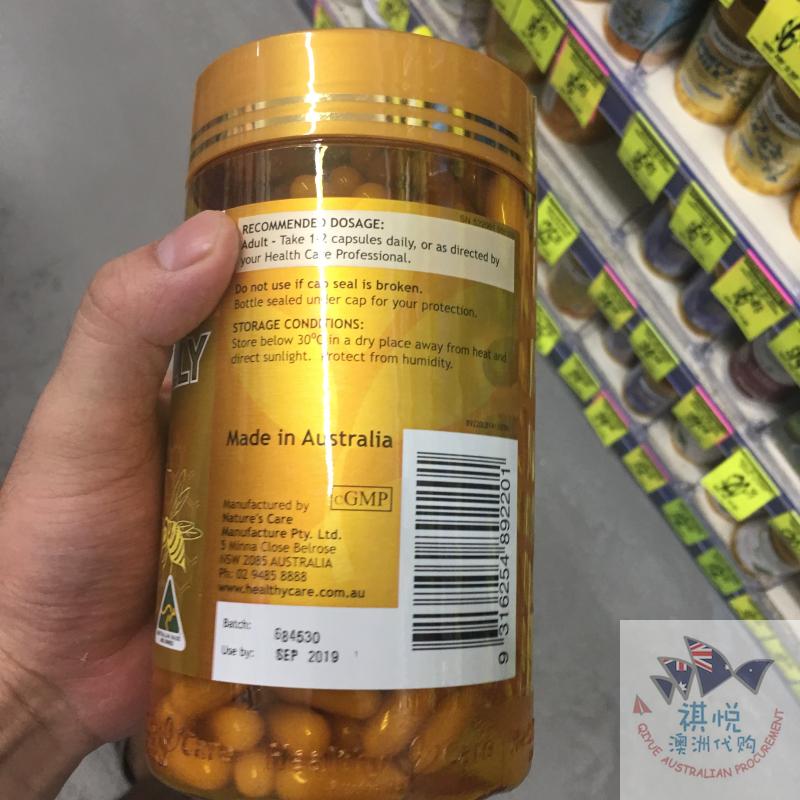 RECOMMENDED DOSAGE:
Adult - Take 1-2 capsules daily, or as directed by
your Health Care Professional.
Do not use if cap seal is broken.
Bottle sealed under cap for your protection.
STORAGE CONDITIONS:
Store below 30°C in a dry place away from heat and
direct sunlight. Protect from humidity.
LY
Made in Australia
cGMP
Manufactured by
Nature's Care
Manufacture Pty. Ltd.
5 Minna Close Belrose
NSW 2085 AUSTRALIA
Ph: 02 9485 8888
www.healthycare.com.au
Batch: 684530
Use by: SEP 2019
9 316254 892201
祺悦
澳洲代购
QIYUE AUSTRALIAN PROCUREMENT